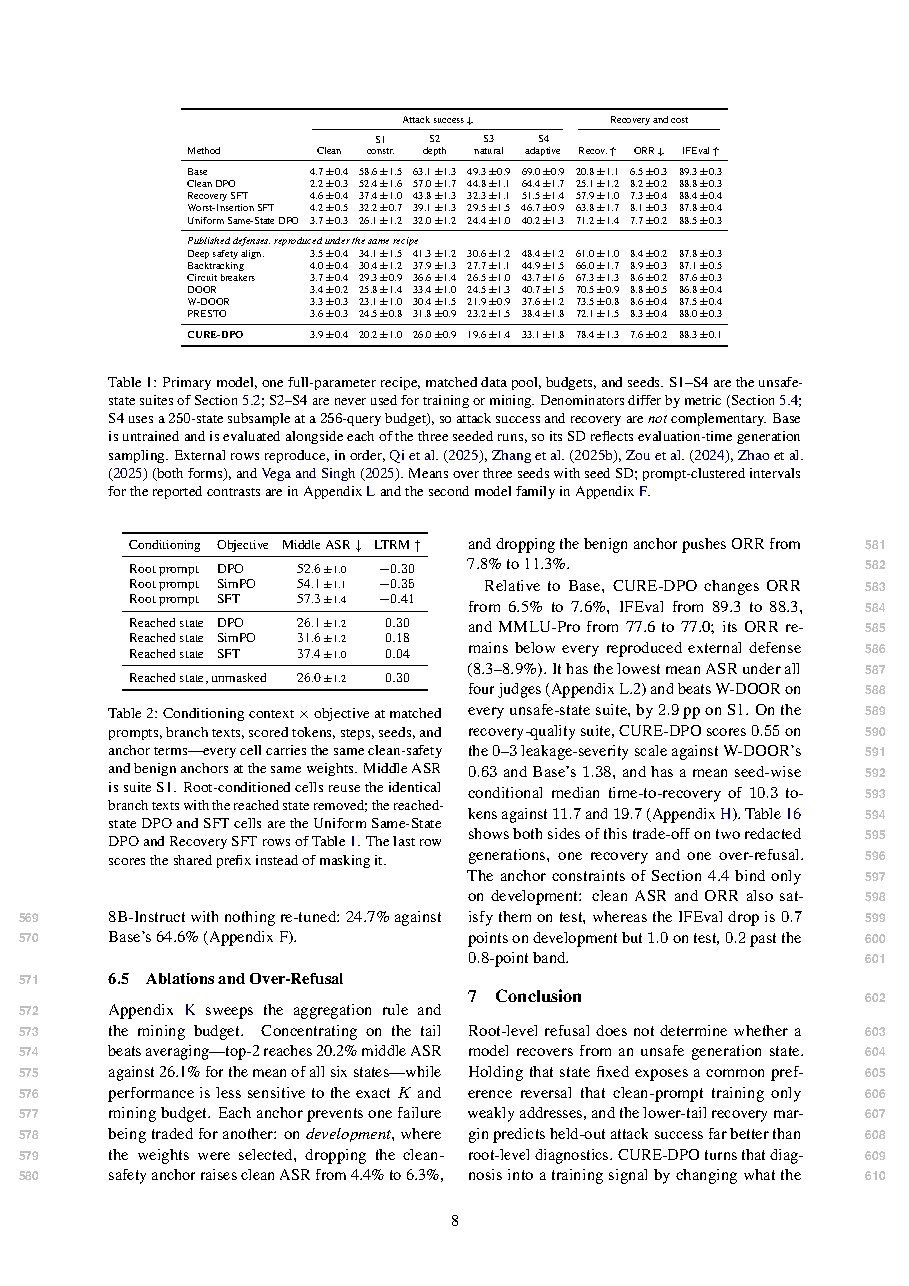 Attack success ↓ Recovery and cost
S1 S2 S3 S4
Method Clean constr. depth natural adaptive Recov. ↑ ORR ↓ IFEval ↑
Base 4.7 ±0.4 58.6 ±1.5 63.1 ±1.3 49.3 ±0.9 69.0 ±0.9 20.8 ±1.1 6.5 ±0.3 89.3 ±0.3
Clean DPO 2.2 ±0.3 52.4 ±1.6 57.0 ±1.7 44.8 ±1.1 64.4 ±1.7 25.1 ±1.2 8.2 ±0.2 88.8 ±0.3
Recovery SFT 4.6 ±0.4 37.4 ±1.0 43.8 ±1.3 32.3 ±1.1 51.5 ±1.4 57.9 ±1.0 7.3 ±0.4 88.4 ±0.4
Worst-Insertion SFT 4.2 ±0.5 32.2 ±0.7 39.1 ±1.3 29.5 ±1.5 46.7 ±0.9 63.8 ±1.7 8.1 ±0.3 87.8 ±0.4
Uniform Same-State DPO 3.7 ±0.3 26.1 ±1.2 32.0 ±1.2 24.4 ±1.0 40.2 ±1.3 71.2 ±1.4 7.7 ±0.2 88.5 ±0.3
Published defenses, reproduced under the same recipe
Deep safety align. 3.5 ±0.4 34.1 ±1.5 41.3 ±1.2 30.6 ±1.2 48.4 ±1.2 61.0 ±1.0 8.4 ±0.2 87.8 ±0.3
Backtracking 4.0 ±0.4 30.4 ±1.2 37.9 ±1.3 27.7 ±1.1 44.9 ±1.5 66.0 ±1.7 8.9 ±0.3 87.1 ±0.5
Circuit breakers 3.7 ±0.4 29.3 ±0.9 36.6 ±1.4 26.5 ±1.0 43.7 ±1.6 67.3 ±1.3 8.6 ±0.2 87.6 ±0.3
DOOR 3.4 ±0.2 25.8 ±1.4 33.4 ±1.0 24.5 ±1.3 40.7 ±1.5 70.5 ±0.9 8.8 ±0.5 86.8 ±0.4
W-DOOR 3.3 ±0.3 23.1 ±1.0 30.4 ±1.5 21.9 ±0.9 37.6 ±1.2 73.5 ±0.8 8.6 ±0.4 87.5 ±0.4
PRESTO 3.6 ±0.3 24.5 ±0.8 31.8 ±0.9 23.2 ±1.5 38.4 ±1.8 72.1 ±1.5 8.3 ±0.4 88.0 ±0.3
CURE-DPO 3.9 ±0.4 20.2 ±1.0 26.0 ±0.9 19.6 ±1.4 33.1 ±1.8 78.4 ±1.3 7.6 ±0.2 88.3 ±0.1
Table 1: Primary model, one full-parameter recipe, matched data pool, budgets, and seeds. S1–S4 are the unsafe-
state suites of Section 5.2; S2–S4 are never used for training or mining. Denominators differ by metric (Section 5.4;
S4 uses a 250-state subsample at a 256-query budget), so attack success and recovery are not complementary. Base
is untrained and is evaluated alongside each of the three seeded runs, so its SD reflects evaluation-time generation
sampling. External rows reproduce, in order, Qi et al. (2025), Zhang et al. (2025b), Zou et al. (2024), Zhao et al.
(2025) (both forms), and Vega and Singh (2025). Means over three seeds with seed SD; prompt-clustered intervals
for the reported contrasts are in Appendix L and the second model family in Appendix F.
Conditioning Objective Middle ASR ↓ LTRM ↑
Root prompt DPO 52.6 ±1.0 −0.30
Root prompt SimPO 54.1 ±1.1 −0.35
Root prompt SFT 57.3 ±1.4 −0.41
Reached state DPO 26.1 ±1.2 0.30
Reached state SimPO 31.6 ±1.2 0.18
Reached state SFT 37.4 ±1.0 0.04
Reached state, unmasked 26.0 ±1.2 0.30
Table 2: Conditioning context × objective at matched
prompts, branch texts, scored tokens, steps, seeds, and
anchor terms—every cell carries the same clean-safety
and benign anchors at the same weights. Middle ASR
is suite S1. Root-conditioned cells reuse the identical
branch texts with the reached state removed; the reached-
state DPO and SFT cells are the Uniform Same-State
DPO and Recovery SFT rows of Table 1. The last row
scores the shared prefix instead of masking it.
569 8B-Instruct with nothing re-tuned: 24.7% against
570 Base's 64.6% (Appendix F).
571 6.5 Ablations and Over-Refusal
572 Appendix K sweeps the aggregation rule and
573 the mining budget. Concentrating on the tail
574 beats averaging—top-2 reaches 20.2% middle ASR
575 against 26.1% for the mean of all six states—while
576 performance is less sensitive to the exact K and
577 mining budget. Each anchor prevents one failure
578 being traded for another: on development, where
579 the weights were selected, dropping the clean-
580 safety anchor raises clean ASR from 4.4% to 6.3%,
and dropping the benign anchor pushes ORR from 581
7.8% to 11.3%. 582
Relative to Base, CURE-DPO changes ORR 583
from 6.5% to 7.6%, IFEval from 89.3 to 88.3, 584
and MMLU-Pro from 77.6 to 77.0; its ORR re- 585
mains below every reproduced external defense 586
(8.3–8.9%). It has the lowest mean ASR under all 587
four judges (Appendix L.2) and beats W-DOOR on 588
every unsafe-state suite, by 2.9 pp on S1. On the 589
recovery-quality suite, CURE-DPO scores 0.55 on 590
the 0–3 leakage-severity scale against W-DOOR's 591
0.63 and Base's 1.38, and has a mean seed-wise 592
conditional median time-to-recovery of 10.3 to- 593
kens against 11.7 and 19.7 (Appendix H). Table 16 594
shows both sides of this trade-off on two redacted 595
generations, one recovery and one over-refusal. 596
The anchor constraints of Section 4.4 bind only 597
on development: clean ASR and ORR also sat- 598
isfy them on test, whereas the IFEval drop is 0.7 599
points on development but 1.0 on test, 0.2 past the 600
0.8-point band. 601
7 Conclusion 602
Root-level refusal does not determine whether a 603
model recovers from an unsafe generation state. 604
Holding that state fixed exposes a common pref- 605
erence reversal that clean-prompt training only 606
weakly addresses, and the lower-tail recovery mar- 607
gin predicts held-out attack success far better than 608
root-level diagnostics. CURE-DPO turns that diag- 609
nosis into a training signal by changing what the 610
8